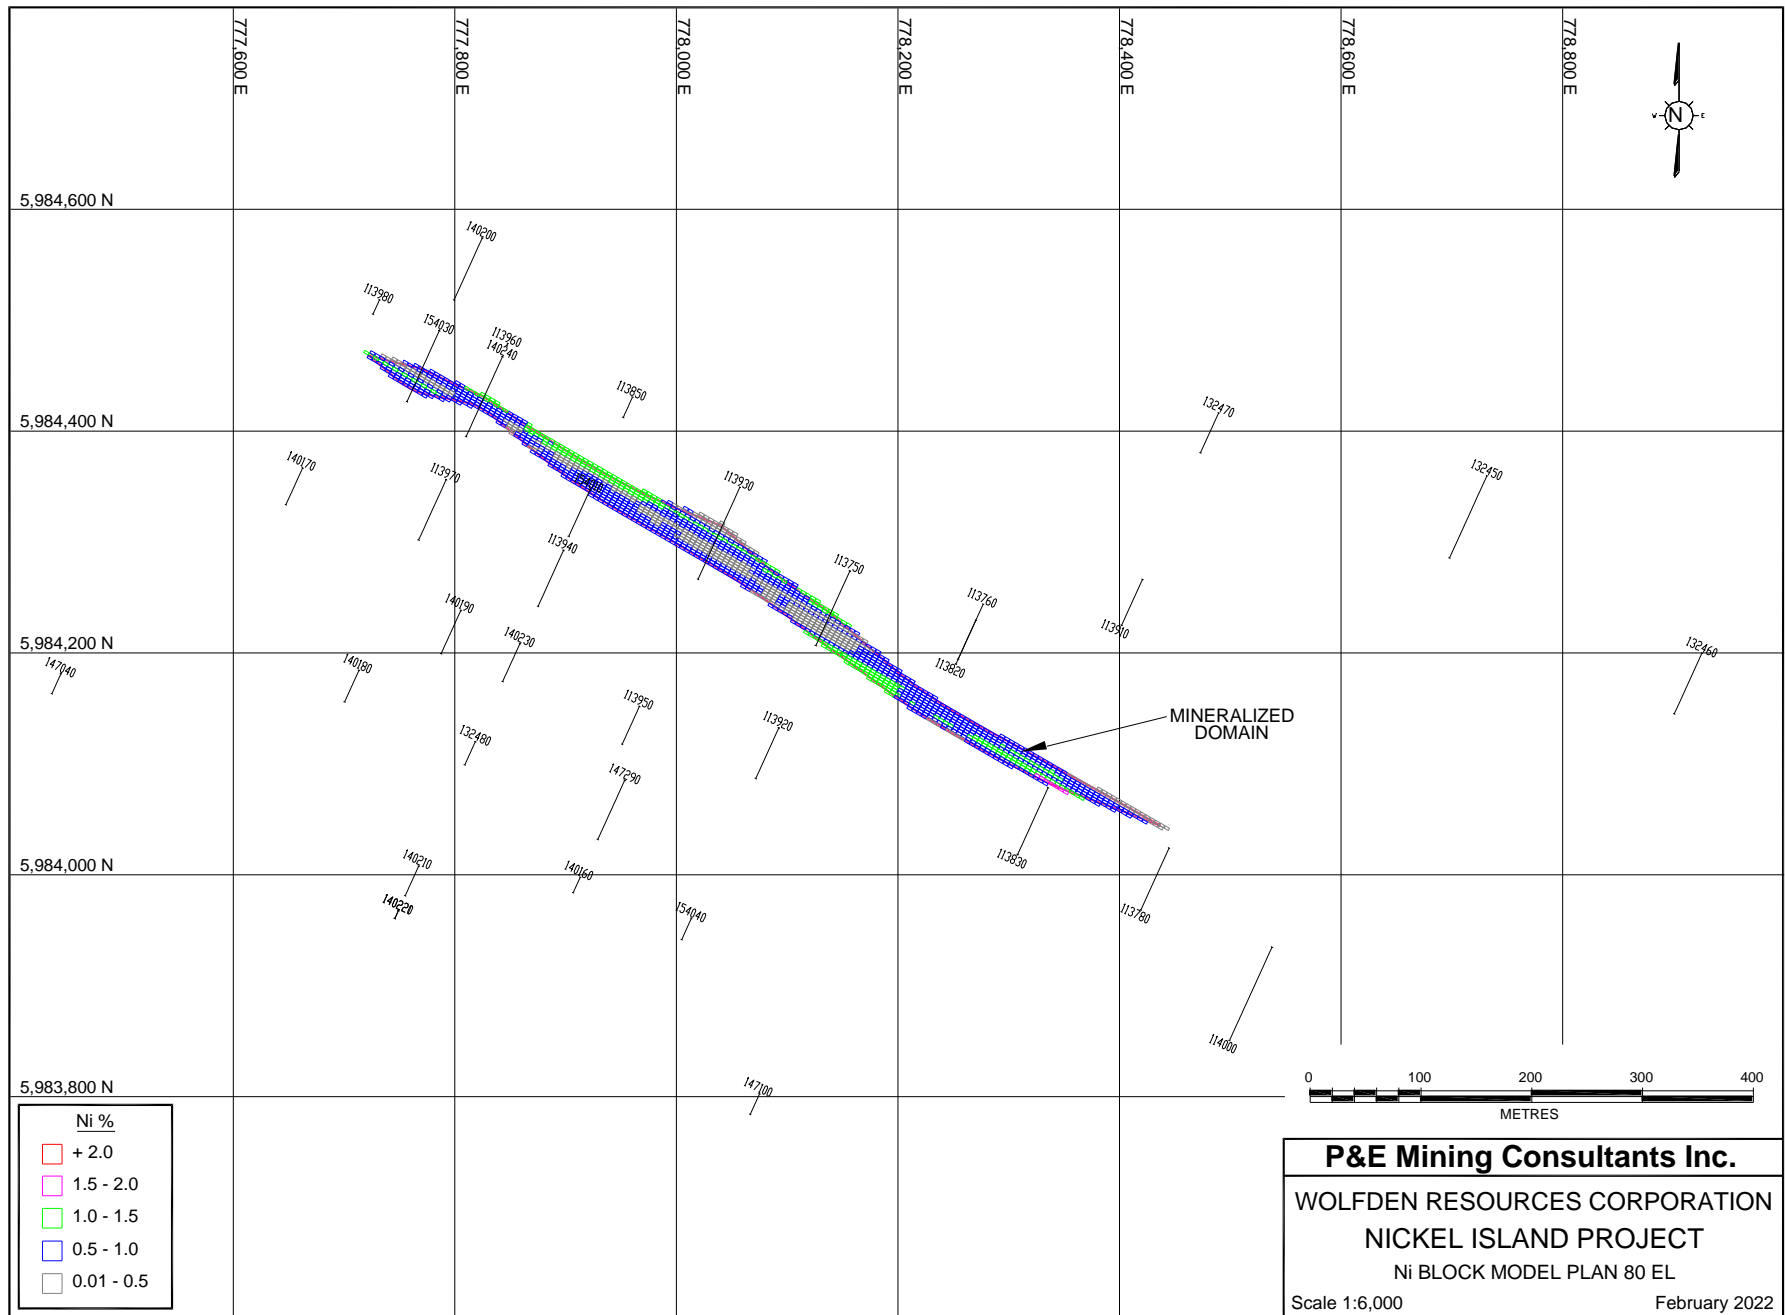 777,600 E
777,800 E
778,000 E
778,200 E
778,400 E
778,600 E
778,800 E
W N E
5,984,600 N
140200
113980
154030
113960
140240
113850
132470
5,984,400 N
140170
113970
113930
132450
113940
113750
140190
140230
113760
113910
5,984,200 N
147040
140180
113820
132460
113950
113920
132480
147290
MINERALIZED
DOMAIN
5,984,000 N
140210
140160
113830
140220
154040
113780
114000
5,983,800 N
147100
0 100 200 300 400
METRES
Ni %
+ 2.0
1.5 - 2.0
1.0 - 1.5
0.5 - 1.0
0.01 - 0.5
P&E Mining Consultants Inc.
WOLFDEN RESOURCES CORPORATION
NICKEL ISLAND PROJECT
Ni BLOCK MODEL PLAN 80 EL
Scale 1:6,000 February 2022